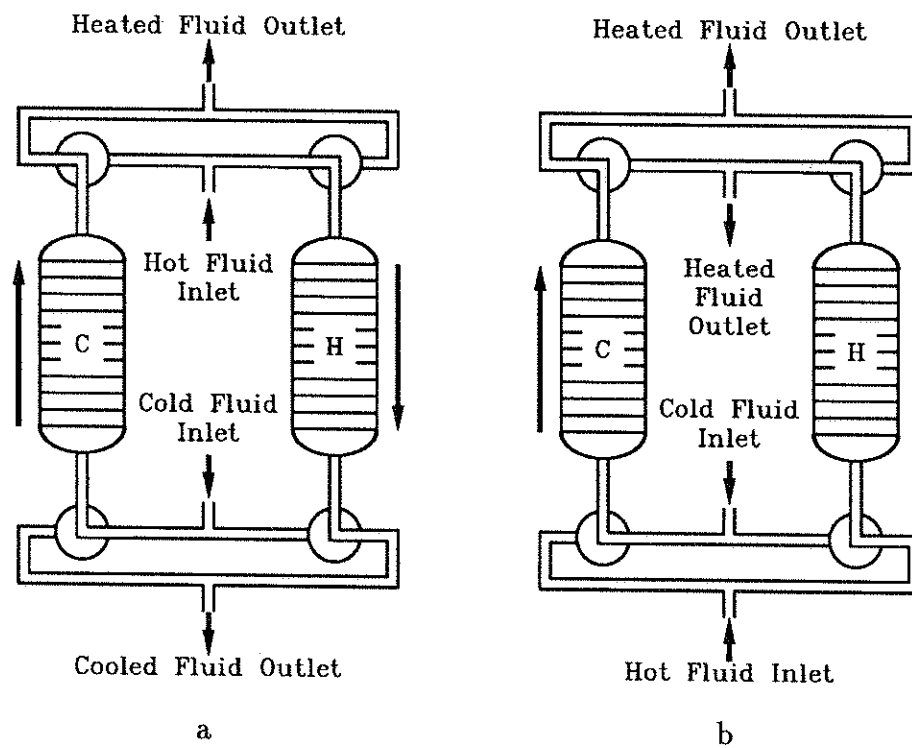 Heated Fluid Outlet
Hot Fluid
Inlet
C
H
Cold Fluid
Inlet
Cooled Fluid Outlet
a
Heated Fluid Outlet
Heated
Fluid
Outlet
C
H
Cold Fluid
Inlet
Hot Fluid Inlet
b